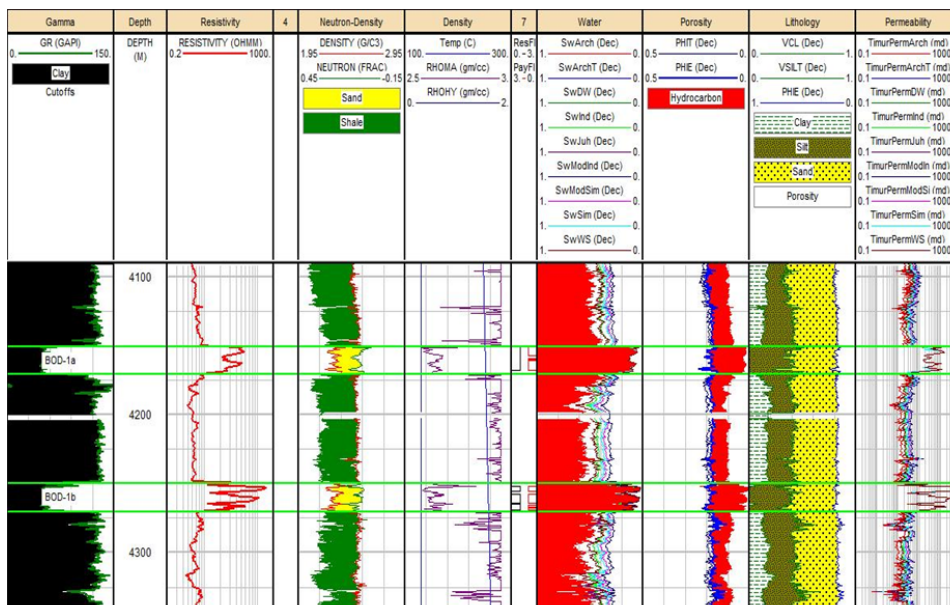 Gamma
GR (GAPI)
0. 150.
Clay
Cutoffs
Depth
DEPTH
(M)
Resistivity
RESISTIVITY (OHMM)
0.2 1000.
4
Neutron-Density
DENSITY (G/C3)
1.95 2.95
NEUTRON (FRAC)
0.45 -0.15
Sand
Shale
Density
Temp (C)
100. 300.
RHOMA (gm/cc)
2.5 3.
RHOHY (gm/cc)
0. 2.
7
ResFl
0.-3.
PayFl
3.-0.
Water
SwArch (Dec)
1. 0.
SwArchT (Dec)
1. 0.
SwDW (Dec)
1. 0.
SwInd (Dec)
1. 0.
SwJuh (Dec)
1. 0.
SwModInd (Dec)
1. 0.
SwModSim (Dec)
1. 0.
SwSim (Dec)
1. 0.
SwWS (Dec)
1. 0.
Porosity
PHIT (Dec)
0.5 0.
PHIE (Dec)
0.5 0.
Hydrocarbon
Lithology
VCL (Dec)
0. 1.
VSILT (Dec)
0. 1.
PHIE (Dec)
1. 0.
Clay
Silt
Sand
Porosity
Permeability
TimurPermArch (md)
0.1 1000
TimurPermArchT (md)
0.1 1000
TimurPermDW (md)
0.1 1000
TimurPermInd (md)
0.1 1000
TimurPermJuh (md)
0.1 1000
TimurPermModIn (md)
0.1 1000
TimurPermModSi (md)
0.1 1000
TimurPermSim (md)
0.1 1000
TimurPermWS (md)
0.1 1000
4100
BOD-1a
4200
BOD-1b
4300